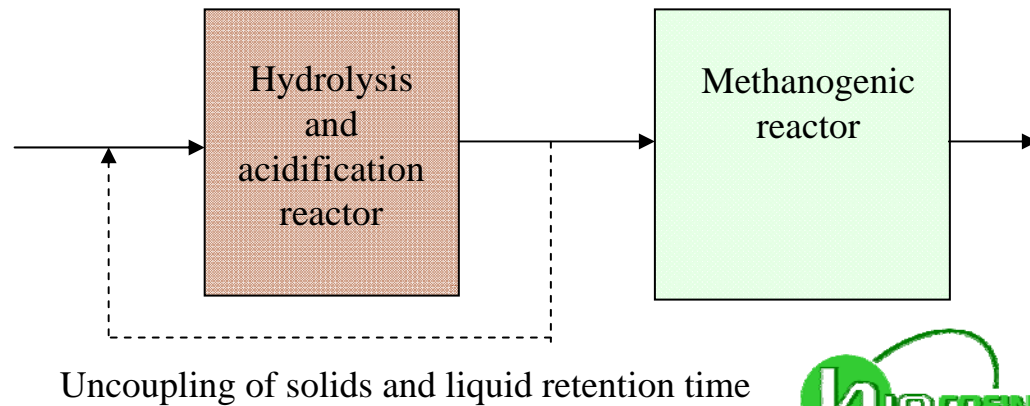 Hydrolysis
and
acidification
reactor
Methanogenic
reactor
Uncoupling of solids and liquid retention time